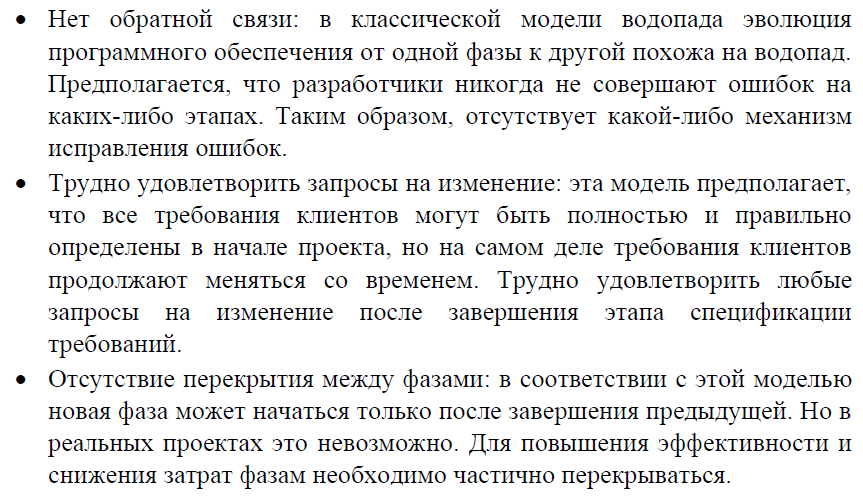 • Нет обратной связи: в классической модели водопада эволюция
программного обеспечения от одной фазы к другой похожа на водопад.
Предполагается, что разработчики никогда не совершают ошибок на
каких-либо этапах. Таким образом, отсутствует какой-либо механизм
исправления ошибок.
• Трудно удовлетворить запросы на изменение: эта модель предполагает,
что все требования клиентов могут быть полностью и правильно
определены в начале проекта, но на самом деле требования клиентов
продолжают меняться со временем. Трудно удовлетворить любые
запросы на изменение после завершения этапа спецификации
требований.
• Отсутствие перекрытия между фазами: в соответствии с этой моделью
новая фаза может начаться только после завершения предыдущей. Но в
реальных проектах это невозможно. Для повышения эффективности и
снижения затрат фазам необходимо частично перекрываться.